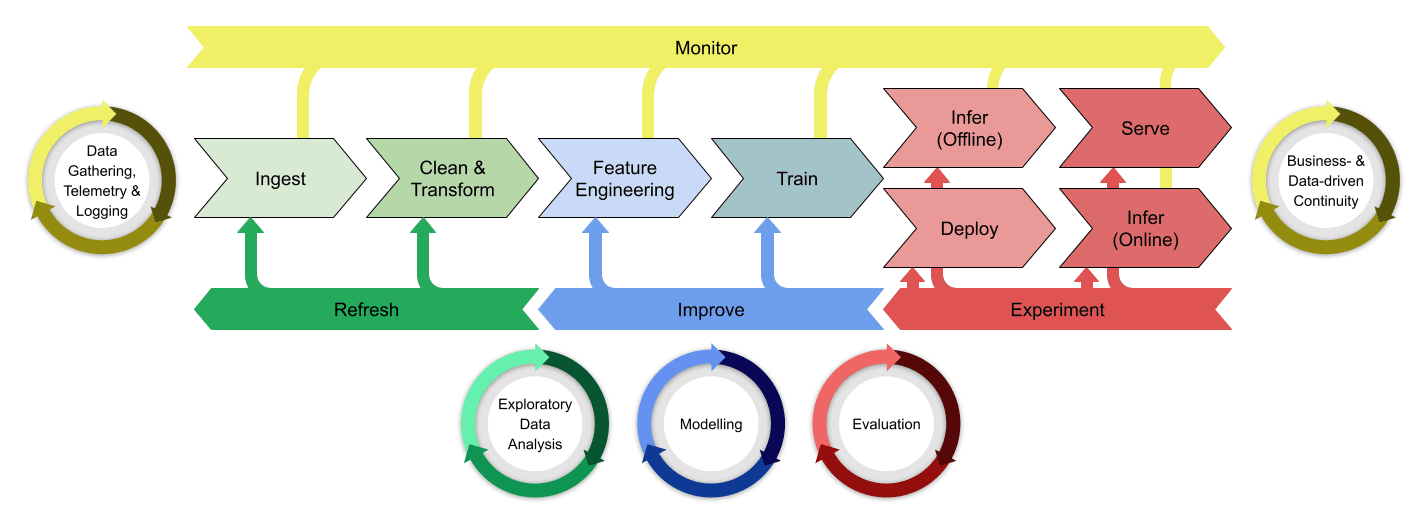 Monitor
Data
Gathering,
Telemetry &
Logging
Ingest
Clean &
Transform
Feature
Engineering
Train
Infer
(Offline)
Serve
Deploy
Infer
(Online)
Business- &
Data-driven
Continuity
Refresh
Improve
Experiment
Exploratory
Data
Analysis
Modelling
Evaluation